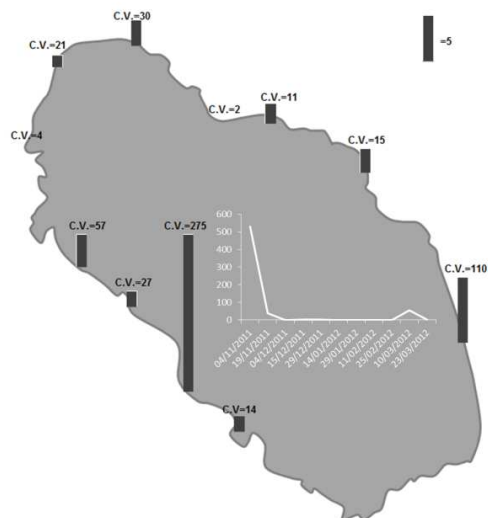 C.V.=30
C.V.=21
=5
C.V.=11
C.V.=2
C.V.=4
C.V.=15
C.V.=57
C.V.=275
C.V.=110
C.V.=27
C.V=14
600
500
400
300
200
100
0
04/11/2011
19/11/2011
04/12/2011
15/12/2011
29/12/2011
14/01/2012
29/01/2012
11/02/2012
25/02/2012
10/03/2012
23/03/2012